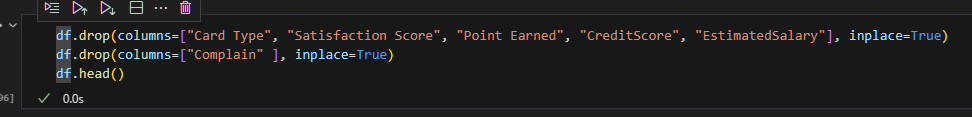 df.drop(columns=["Card Type", "Satisfaction Score", "Point Earned", "CreditScore", "EstimatedSalary"], inplace=True)
df.drop(columns=["Complain" ], inplace=True)
df.head()
96]
0.0s